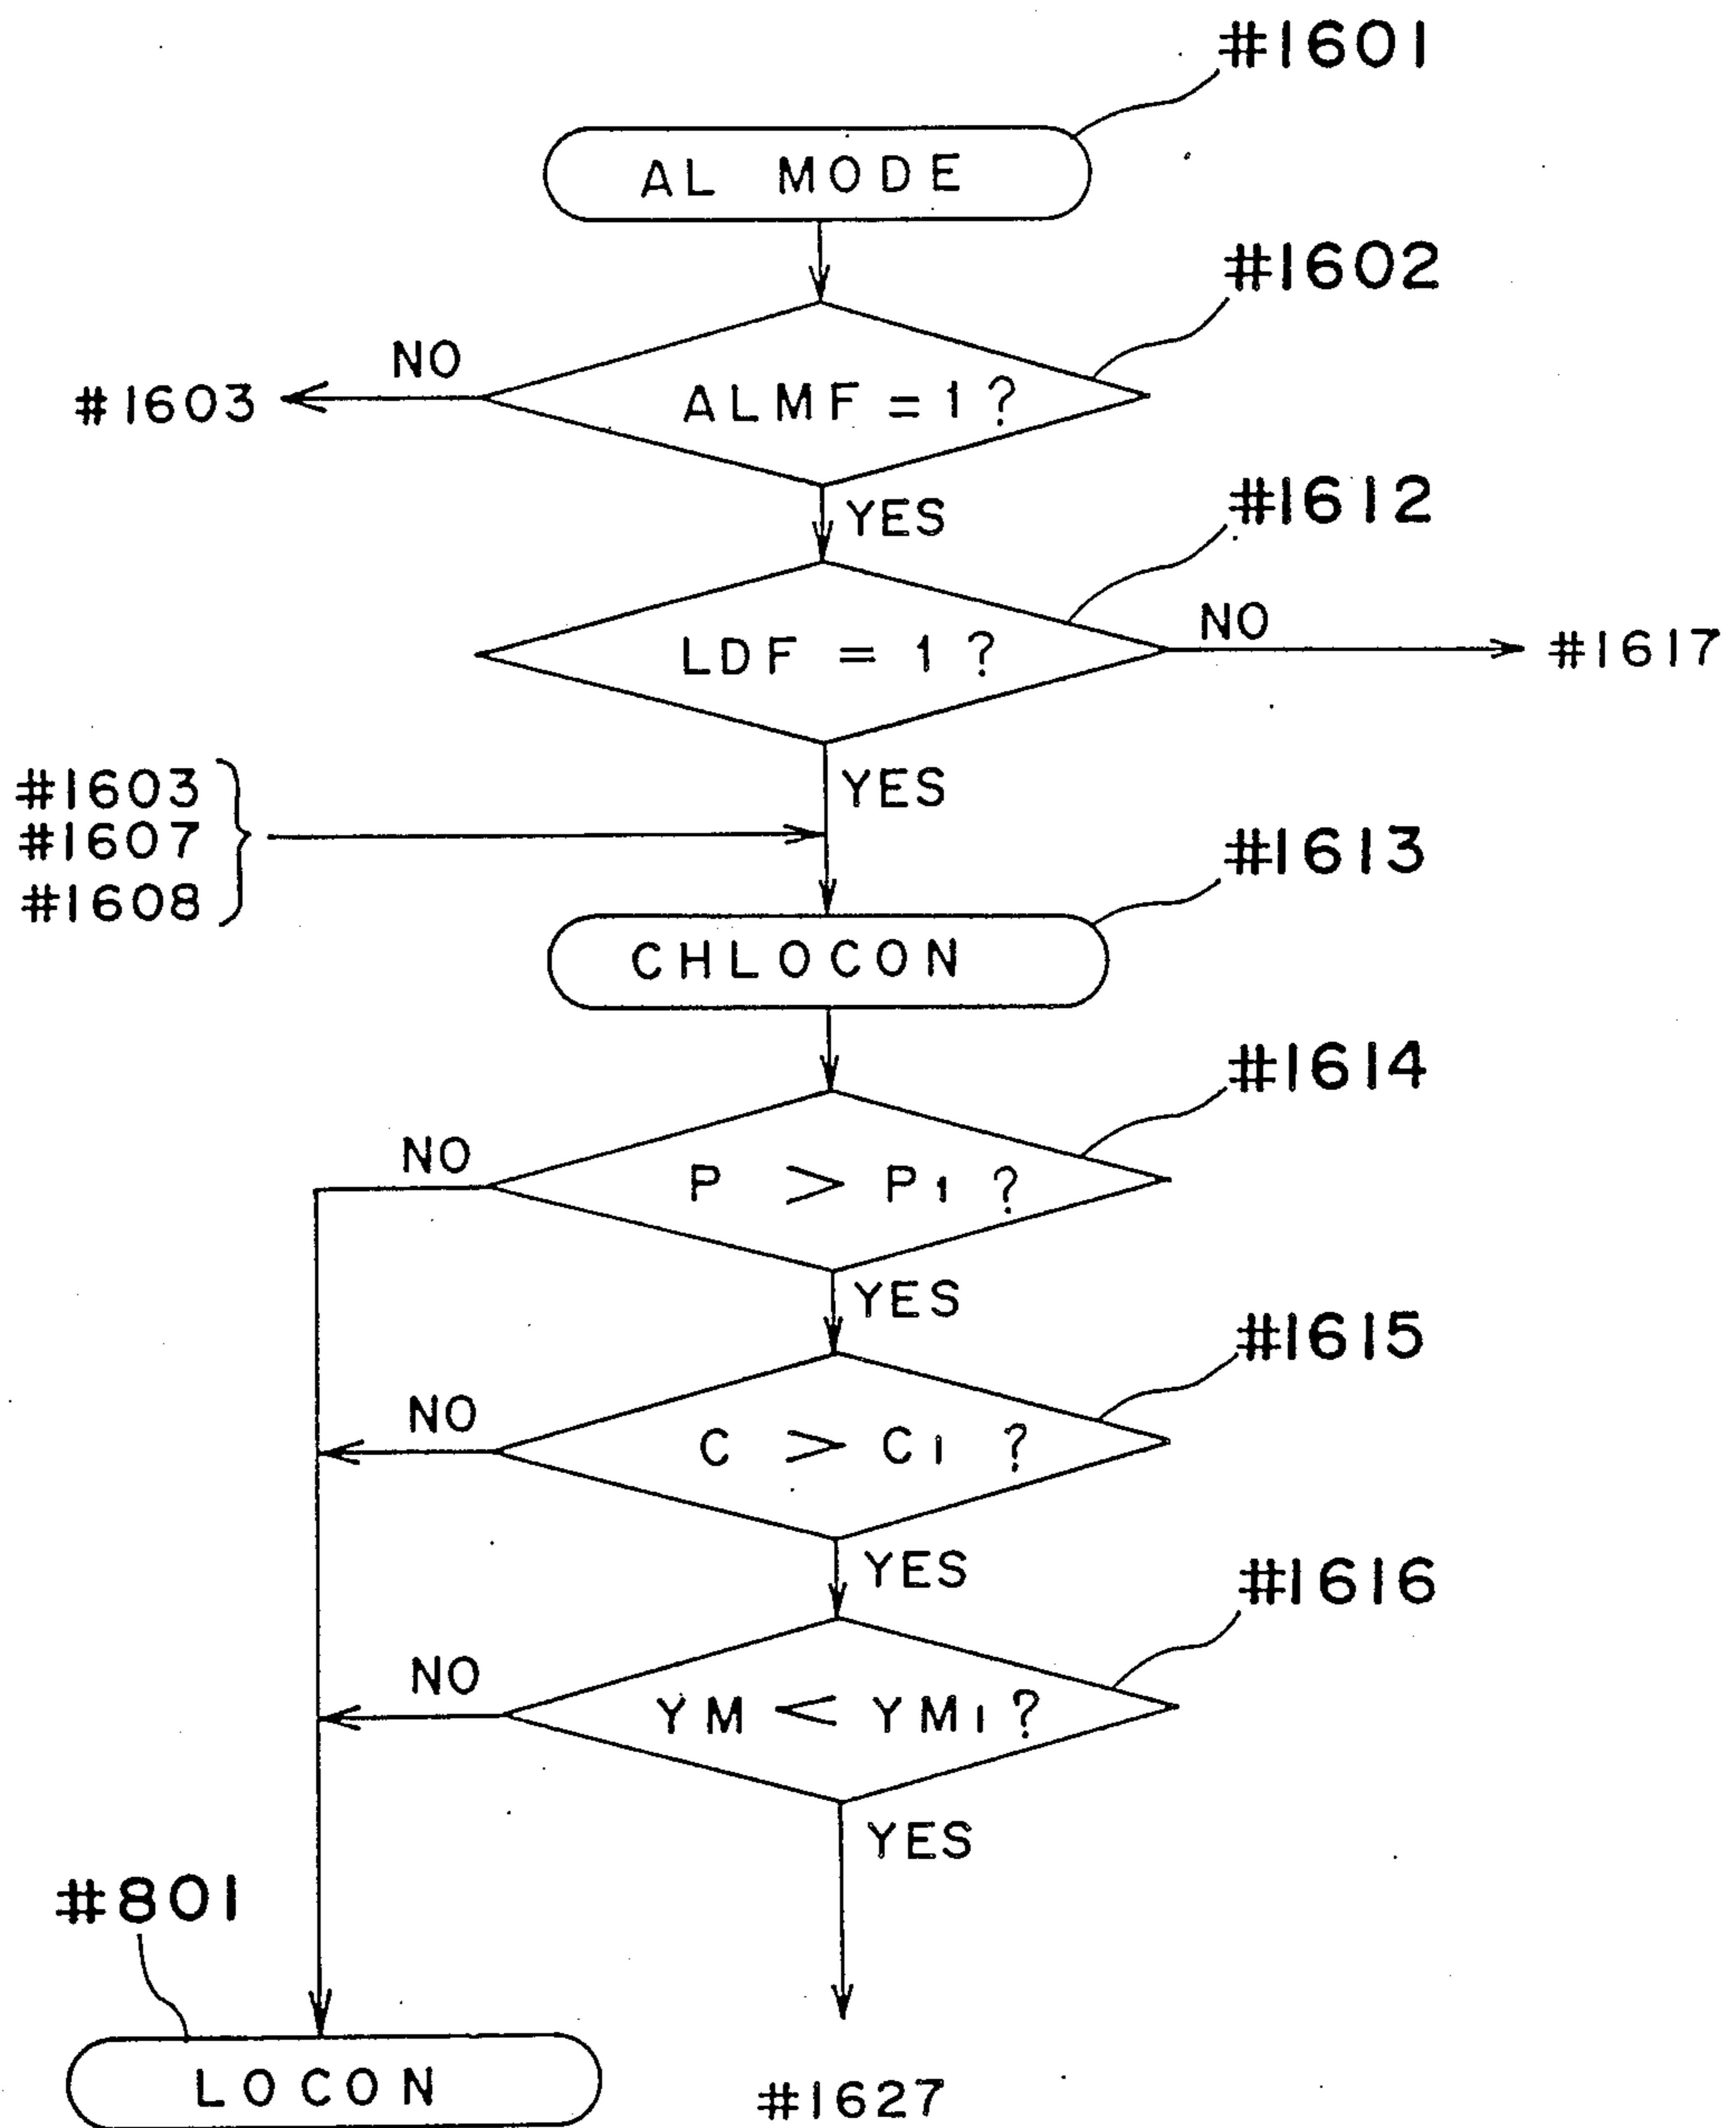 #1601
AL MODE
#1602
NO
#1603
ALMF = 1 ?
YES
#1612
LDF = 1 ?
NO
#1617
YES
#1603
#1607
#1608
#1613
CHLOCON
#1614
NO
P > P1 ?
YES
#1615
NO
C > C1 ?
YES
#1616
NO
YM < YM1 ?
YES
#801
LOCON
#1627